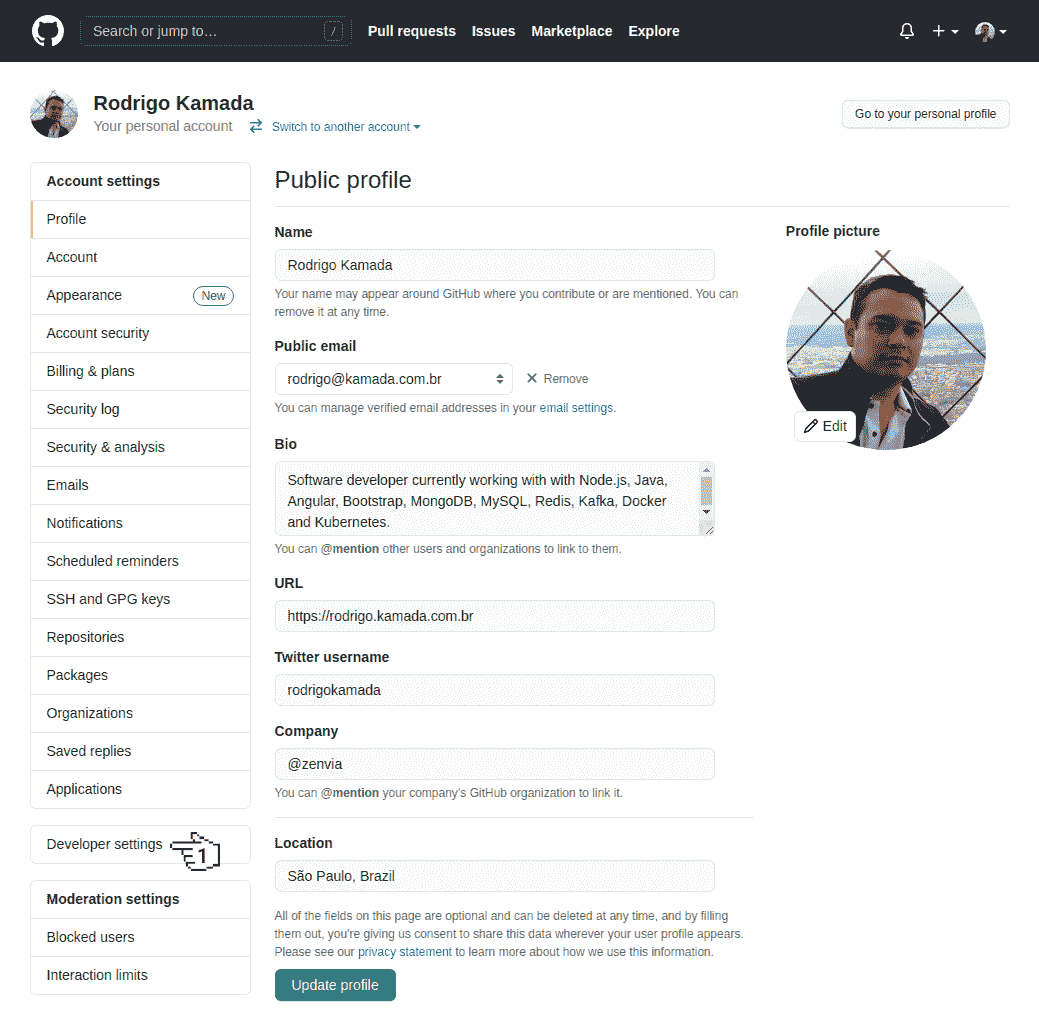 Search or jump to…
/
Pull requests
Issues
Marketplace
Explore
Rodrigo Kamada
Your personal account
Switch to another account
Go to your personal profile
Account settings
Profile
Account
Appearance
New
Account security
Billing & plans
Security log
Security & analysis
Emails
Notifications
Scheduled reminders
SSH and GPG keys
Repositories
Packages
Organizations
Saved replies
Applications
Developer settings
1
Moderation settings
Blocked users
Interaction limits
Public profile
Name
Rodrigo Kamada
Your name may appear around GitHub where you contribute or are mentioned. You can
remove it at any time.
Public email
rodrigo@kamada.com.br
Remove
You can manage verified email addresses in your email settings.
Bio
Software developer currently working with with Node.js, Java,
Angular, Bootstrap, MongoDB, MySQL, Redis, Kafka, Docker
and Kubernetes.
You can @mention other users and organizations to link to them.
URL
https://rodrigo.kamada.com.br
Twitter username
rodrigokamada
Company
@zenvia
You can @mention your company's GitHub organization to link it.
Location
São Paulo, Brazil
All of the fields on this page are optional and can be deleted at any time, and by filling
them out, you're giving us consent to share this data wherever your user profile appears.
Please see our privacy statement to learn more about how we use this information.
Update profile
Profile picture
Edit